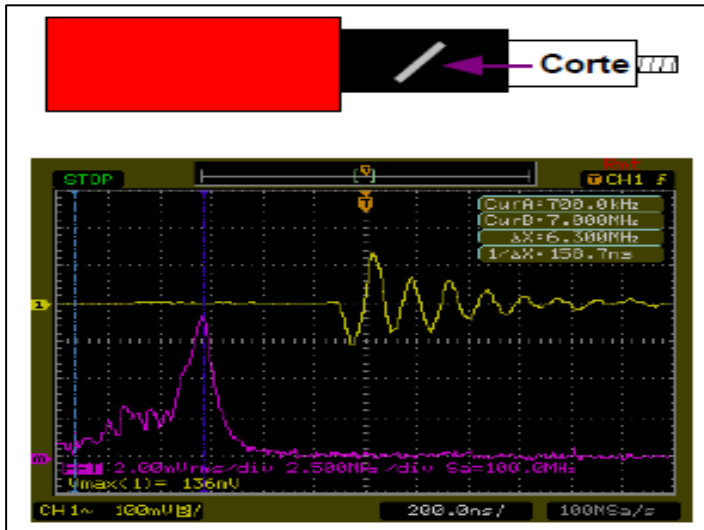 Corte
STOP
CH1
CurA=700.0kHz
CurB=7.000MHz
ΔX=6.300MHz
1/ΔX=158.7ns
T
1
m
2.00mVrms/div 2.500MHz/div Sa=100.0MHz
Vmax(1)= 136mV
CH1~ 100mV/ 200.0ns/ 100MSa/s